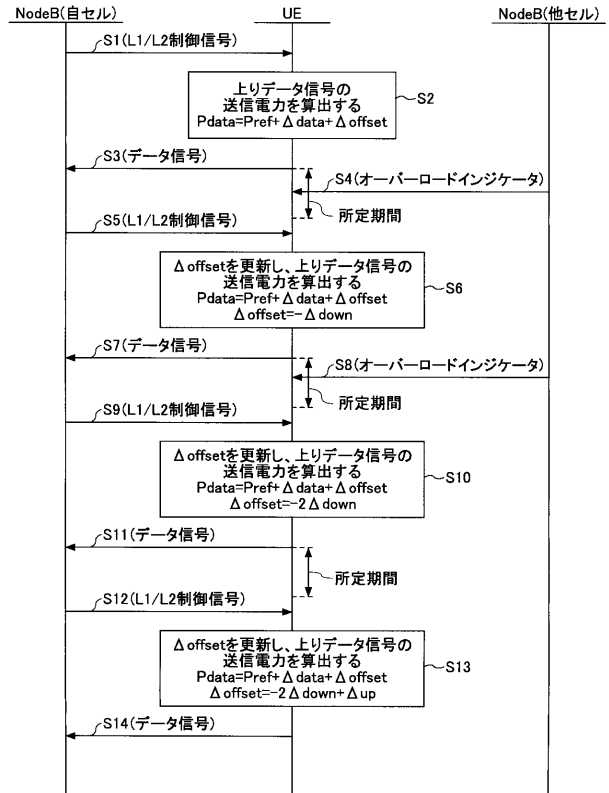 NodeB(自セル)
UE
NodeB(他セル)
S1(L1/L2制御信号)
上りデータ信号の
送信電力を算出する
Pdata=Pref+Δdata+Δoffset
S2
S3(データ信号)
S4(オーバーロードインジケータ)
所定期間
S5(L1/L2制御信号)
Δoffsetを更新し、上りデータ信号の
送信電力を算出する
Pdata=Pref+Δdata+Δoffset
Δoffset=-Δdown
S6
S7(データ信号)
S8(オーバーロードインジケータ)
所定期間
S9(L1/L2制御信号)
Δoffsetを更新し、上りデータ信号の
送信電力を算出する
Pdata=Pref+Δdata+Δoffset
Δoffset=-2Δdown
S10
S11(データ信号)
所定期間
S12(L1/L2制御信号)
Δoffsetを更新し、上りデータ信号の
送信電力を算出する
Pdata=Pref+Δdata+Δoffset
Δoffset=-2Δdown+Δup
S13
S14(データ信号)